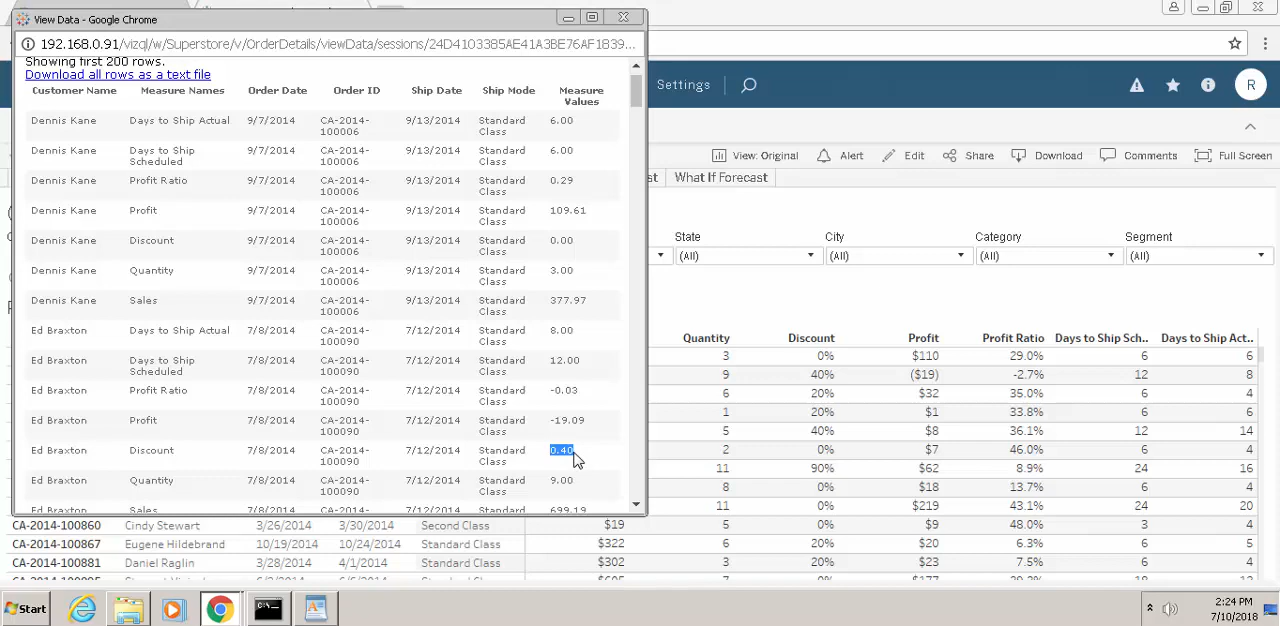 View Data - Google Chrome
192.168.0.91/vizql/w/Superstore/v/OrderDetails/viewData/sessions/24D4103385AE41A3BE76AF1B39...
Showing first 200 rows.
Download all rows as a text file
Customer Name Measure Names Order Date Order ID Ship Date Ship Mode Measure Values
Dennis Kane Days to Ship Actual 9/7/2014 CA-2014-100006 9/13/2014 Standard Class 6.00
Dennis Kane Days to Ship Scheduled 9/7/2014 CA-2014-100006 9/13/2014 Standard Class 6.00
Dennis Kane Profit Ratio 9/7/2014 CA-2014-100006 9/13/2014 Standard Class 0.29
Dennis Kane Profit 9/7/2014 CA-2014-100006 9/13/2014 Standard Class 109.61
Dennis Kane Discount 9/7/2014 CA-2014-100006 9/13/2014 Standard Class 0.00
Dennis Kane Quantity 9/7/2014 CA-2014-100006 9/13/2014 Standard Class 3.00
Dennis Kane Sales 9/7/2014 CA-2014-100006 9/13/2014 Standard Class 377.97
Ed Braxton Days to Ship Actual 7/8/2014 CA-2014-100090 7/12/2014 Standard Class 8.00
Ed Braxton Days to Ship Scheduled 7/8/2014 CA-2014-100090 7/12/2014 Standard Class 12.00
Ed Braxton Profit Ratio 7/8/2014 CA-2014-100090 7/12/2014 Standard Class -0.03
Ed Braxton Profit 7/8/2014 CA-2014-100090 7/12/2014 Standard Class -19.09
Ed Braxton Discount 7/8/2014 CA-2014-100090 7/12/2014 Standard Class 0.40
Ed Braxton Quantity 7/8/2014 CA-2014-100090 7/12/2014 Standard Class 9.00
Ed Braxton Sales 7/8/2014 CA-2014- 7/12/2014 Standard 699.19
Settings R
View: Original Alert Edit Share Download Comments Full Screen
st What If Forecast
State City Category Segment
(All) (All) (All) (All)
Quantity Discount Profit Profit Ratio Days to Ship Sch.. Days to Ship Act..
3 0% $110 29.0% 6 6
9 40% ($19) -2.7% 12 8
6 20% $32 35.0% 6 4
1 20% $1 33.8% 6 6
5 40% $8 36.1% 12 14
2 0% $7 46.0% 6 4
11 90% $62 8.9% 24 16
8 0% $18 13.7% 6 4
11 0% $219 43.1% 24 20
CA-2014-100860 Cindy Stewart 3/26/2014 3/30/2014 Second Class $19 5 0% $9 48.0% 3 4
CA-2014-100867 Eugene Hildebrand 10/19/2014 10/24/2014 Standard Class $322 6 20% $20 6.3% 6 5
CA-2014-100881 Daniel Raglin 3/28/2014 4/1/2014 Standard Class $302 3 20% $23 7.5% 6 4
Start
2:24 PM
7/10/2018